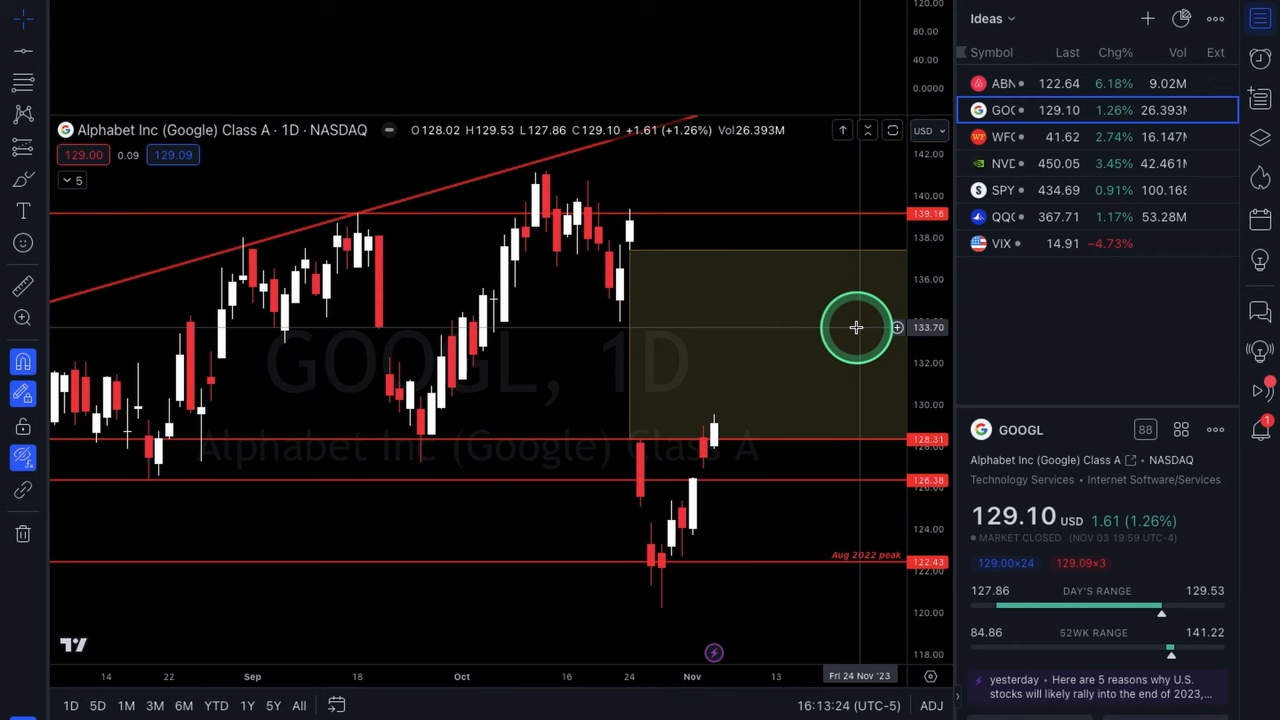 120.00
80.00
40.00
0.0000
Alphabet Inc (Google) Class A · 1D · NASDAQ
O128.02 H129.53 L127.86 C129.10 +1.61 (+1.26%) Vol26.393M
USD
129.00 0.09 129.09
5
142.00
140.00
139.16
138.00
136.00
133.70
132.00
130.00
128.31
126.38
124.00
Aug 2022 peak
122.43
122.00
120.00
118.00
GOOGL, 1D
Alphabet Inc (Google) Class A
14 22 Sep 18 Oct 16 24 Nov 13 Fri 24 Nov '23
1D 5D 1M 3M 6M YTD 1Y 5Y All 16:13:24 (UTC-5) ADJ
Ideas
Symbol Last Chg% Vol Ext
ABN 122.64 6.18% 9.02M
GOO 129.10 1.26% 26.393M
WFC 41.62 2.74% 16.147M
NVD 450.05 3.45% 42.461M
SPY 434.69 0.91% 100.168
QQQ 367.71 1.17% 53.28M
VIX 14.91 −4.73%
GOOGL
88
Alphabet Inc (Google) Class A · NASDAQ
Technology Services • Internet Software/Services
129.10 USD 1.61 (1.26%)
MARKET CLOSED (NOV 03 19:59 UTC-4)
129.00×24 129.09×3
127.86 DAY'S RANGE 129.53
84.86 52WK RANGE 141.22
yesterday • Here are 5 reasons why U.S.
stocks will likely rally into the end of 2023,...
1